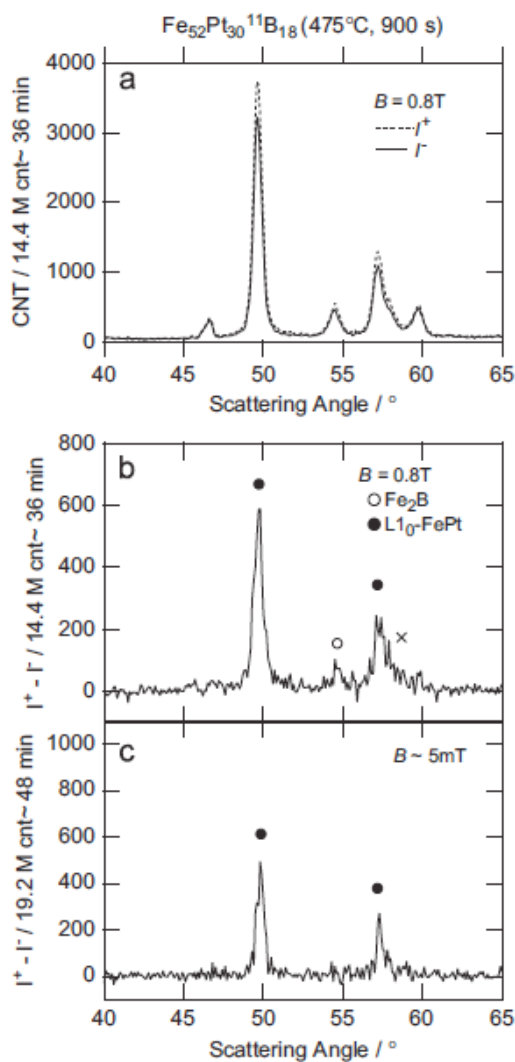 Fe₅₂Pt₃₀¹¹B₁₈ (475°C, 900 s)
a
CNT / 14.4 M cnt~ 36 min
4000
3000
2000
1000
0
B = 0.8T
I⁺
I⁻
40 45 50 55 60 65
Scattering Angle / °
b
I⁺ - I⁻ / 14.4 M cnt~ 36 min
800
600
400
200
0
B = 0.8T
○ Fe₂B
● L1₀-FePt
×
c
I⁺ - I⁻ / 19.2 M cnt~ 48 min
1000
800
600
400
200
0
B ~ 5mT
40 45 50 55 60 65
Scattering Angle / °